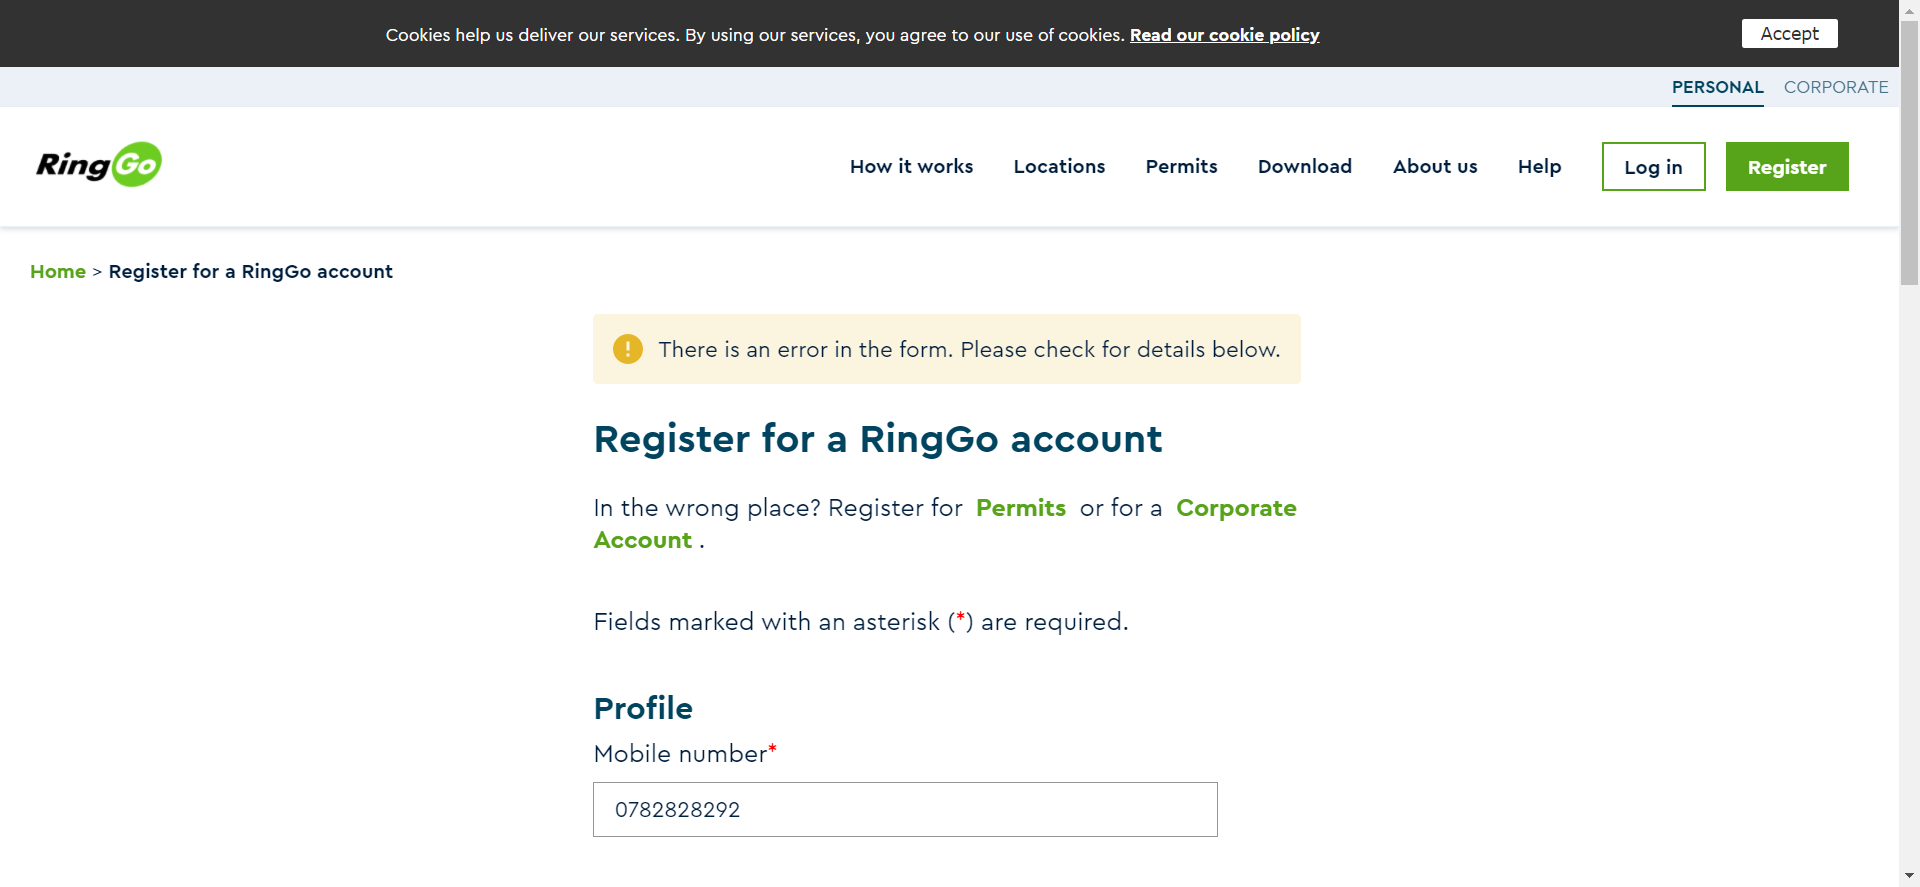 Cookies help us deliver our services. By using our services, you agree to our use of cookies. Read our cookie policy
Accept
PERSONAL CORPORATE
RingGo
How it works Locations Permits Download About us Help Log in Register
Home > Register for a RingGo account
! There is an error in the form. Please check for details below.
Register for a RingGo account
In the wrong place? Register for Permits or for a Corporate
Account .
Fields marked with an asterisk (*) are required.
Profile
Mobile number*
0782828292